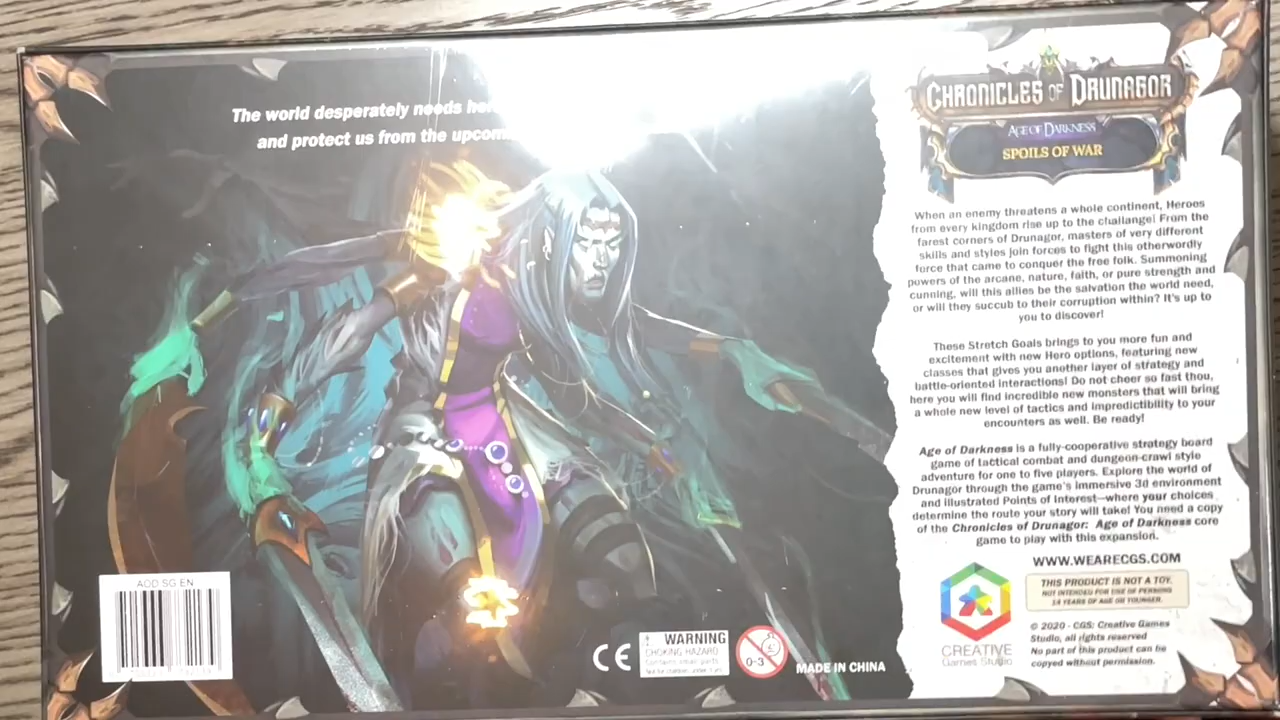 The world desperately needs
and protect us from the
CHRONICLES OF DRUNAGOR
AGE OF DARKNESS
SPOILS OF WAR
When an enemy threatens a whole continent, Heroes
from every kingdom rise up to the challange! From the
farest corners of Drunagor, masters of very different
skills and styles join forces to fight this otherwordly
force that came to conquer the free folk. Summoning
powers of the arcane, nature, faith, or pure strength and
cunning, will this allies be the salvation the world need,
or will they succub to their corruption within? It's up to
you to discover!
These Stretch Goals brings to you more fun and
excitement with new Hero options, featuring new
classes that gives you another layer of strategy and
battle-oriented interactions! Do not cheer so fast thou,
here you will find incredible new monsters that will bring
a whole new level of tactics and impredictibility to your
encounters as well. Be ready!
Age of Darkness is a fully-cooperative strategy board
game of tactical combat and dungeon-crawl style
adventure for one to five players. Explore the world of
Drunagor through the game's immersive 3d environment
and illustrated Points of Interest—where your choices
determine the route your story will take! You need a copy
of the Chronicles of Drunagor: Age of Darkness core
game to play with this expansion.
WWW.WEARECGS.COM
THIS PRODUCT IS NOT A TOY.
NOT INTENDED FOR USE OF PERSONS
14 YEARS OF AGE OR YOUNGER.
© 2020 - CGS: Creative Games
Studio, all rights reserved
No part of this product can be
copyed without permission.
CREATIVE
Games Studio
AOD SG EN
CE
WARNING
CHOKING HAZARD
Contains small parts
Not for children under 3 yrs
0-3
MADE IN CHINA